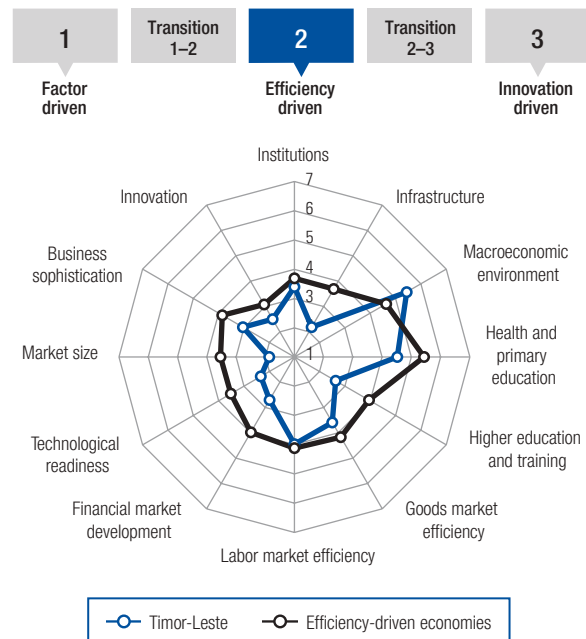 1
Transition
1–2
2
Transition
2–3
3
Factor
driven
Efficiency
driven
Innovation
driven
Institutions
7
6
5
4
3
1
Innovation
Infrastructure
Business
sophistication
Macroeconomic
environment
Market size
Health and
primary
education
Technological
readiness
Higher education
and training
Financial market
development
Goods market
efficiency
Labor market efficiency
Timor-Leste
Efficiency-driven economies